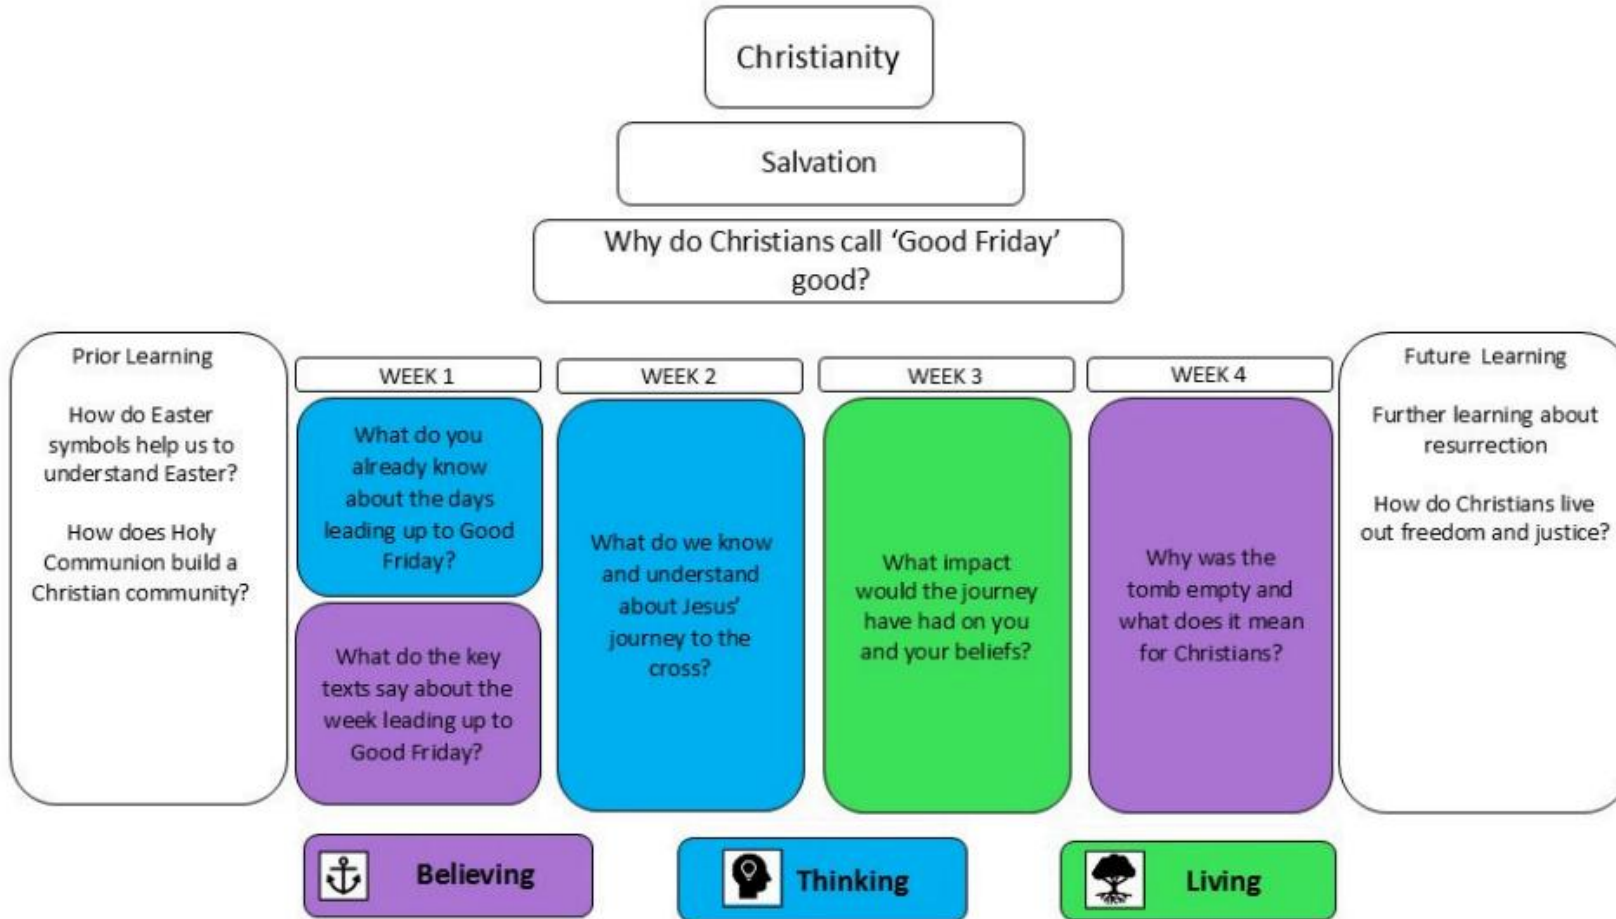 Christianity
Salvation
Why do Christians call ‘Good Friday’
good?
Prior Learning
How do Easter
symbols help us to
understand Easter?
How does Holy
Communion build a
Christian community?
WEEK 1
What do you
already know
about the days
leading up to Good
Friday?
What do the key
texts say about the
week leading up to
Good Friday?
WEEK 2
What do we know
and understand
about Jesus’
journey to the
cross?
WEEK 3
What impact
would the journey
have had on you
and your beliefs?
WEEK 4
Why was the
tomb empty and
what does it mean
for Christians?
Future Learning
Further learning about
resurrection
How do Christians live
out freedom and justice?
Believing
Thinking
Living